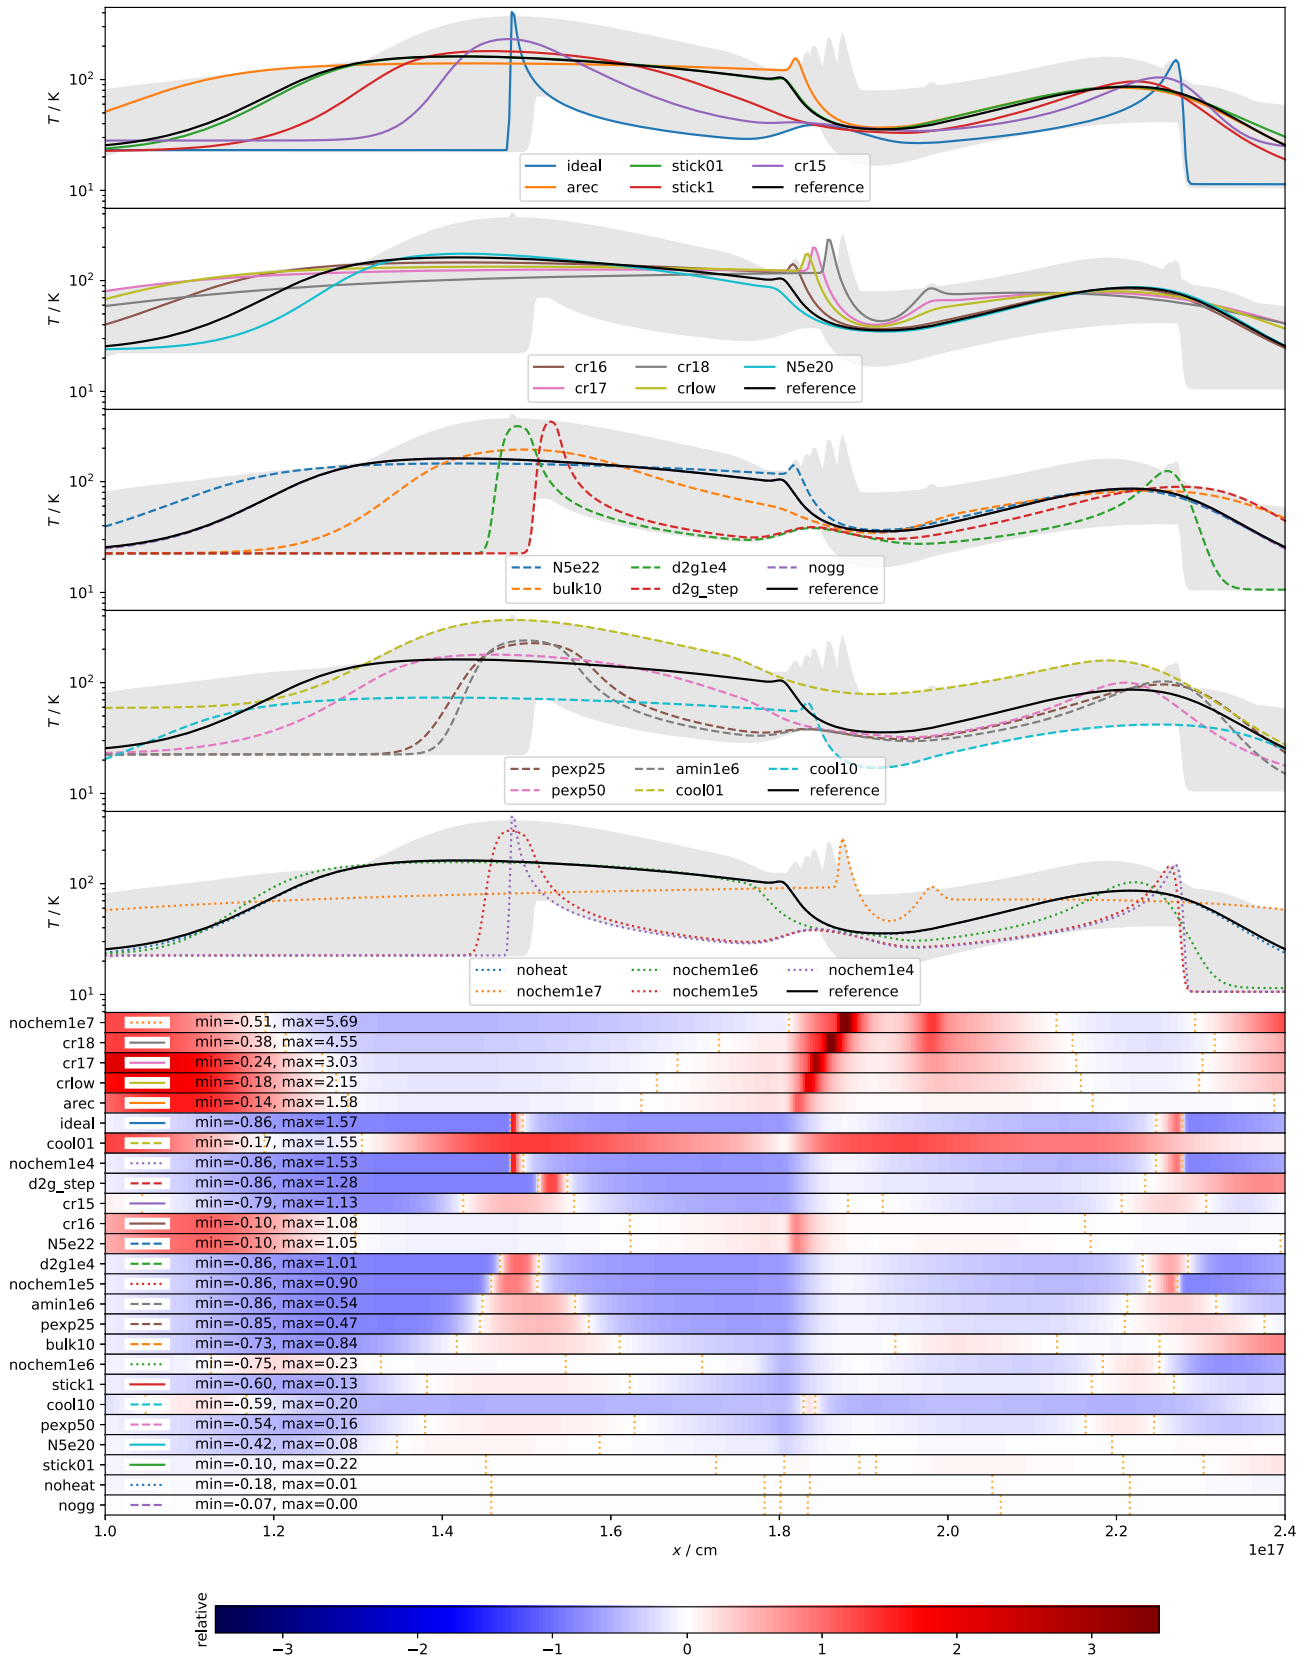 T / K
10²
10¹
ideal stick01 cr15
arec stick1 reference
T / K
10²
10¹
cr16 cr18 N5e20
cr17 crlow reference
T / K
10²
10¹
N5e22 d2g1e4 nogg
bulk10 d2g_step reference
T / K
10²
10¹
pexp25 amin1e6 cool10
pexp50 cool01 reference
T / K
10²
10¹
noheat nochem1e6 nochem1e4
nochem1e7 nochem1e5 reference
nochem1e7 min=-0.51, max=5.69
cr18 min=-0.38, max=4.55
cr17 min=-0.24, max=3.03
crlow min=-0.18, max=2.15
arec min=-0.14, max=1.58
ideal min=-0.86, max=1.57
cool01 min=-0.17, max=1.55
nochem1e4 min=-0.86, max=1.53
d2g_step min=-0.86, max=1.28
cr15 min=-0.79, max=1.13
cr16 min=-0.10, max=1.08
N5e22 min=-0.10, max=1.05
d2g1e4 min=-0.86, max=1.01
nochem1e5 min=-0.86, max=0.90
amin1e6 min=-0.86, max=0.54
pexp25 min=-0.85, max=0.47
bulk10 min=-0.73, max=0.84
nochem1e6 min=-0.75, max=0.23
stick1 min=-0.60, max=0.13
cool10 min=-0.59, max=0.20
pexp50 min=-0.54, max=0.16
N5e20 min=-0.42, max=0.08
stick01 min=-0.10, max=0.22
noheat min=-0.18, max=0.01
nogg min=-0.07, max=0.00
1.0 1.2 1.4 1.6 1.8 2.0 2.2 2.4
x / cm 1e17
relative
−3 −2 −1 0 1 2 3